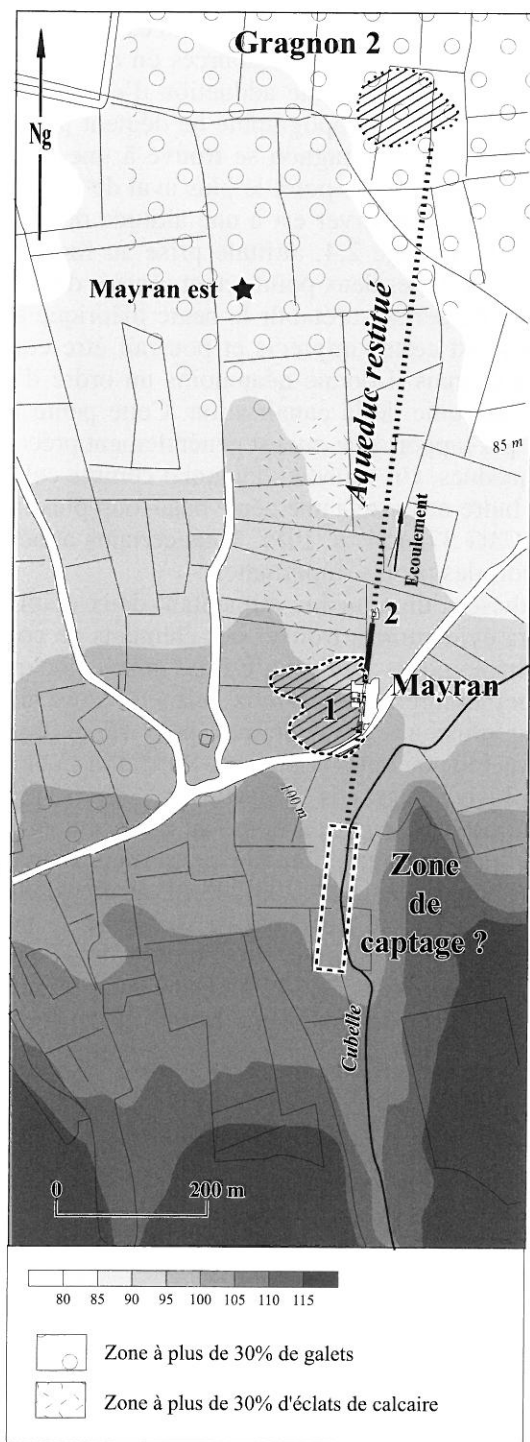 Gragnon 2
Ng
Mayran est
Aqueduc restitué
85 m
Ecoulement
2
Mayran
1
100 m
Zone
de
captage ?
Cubelle
0 200 m
80 85 90 95 100 105 110 115
Zone à plus de 30% de galets
Zone à plus de 30% d'éclats de calcaire